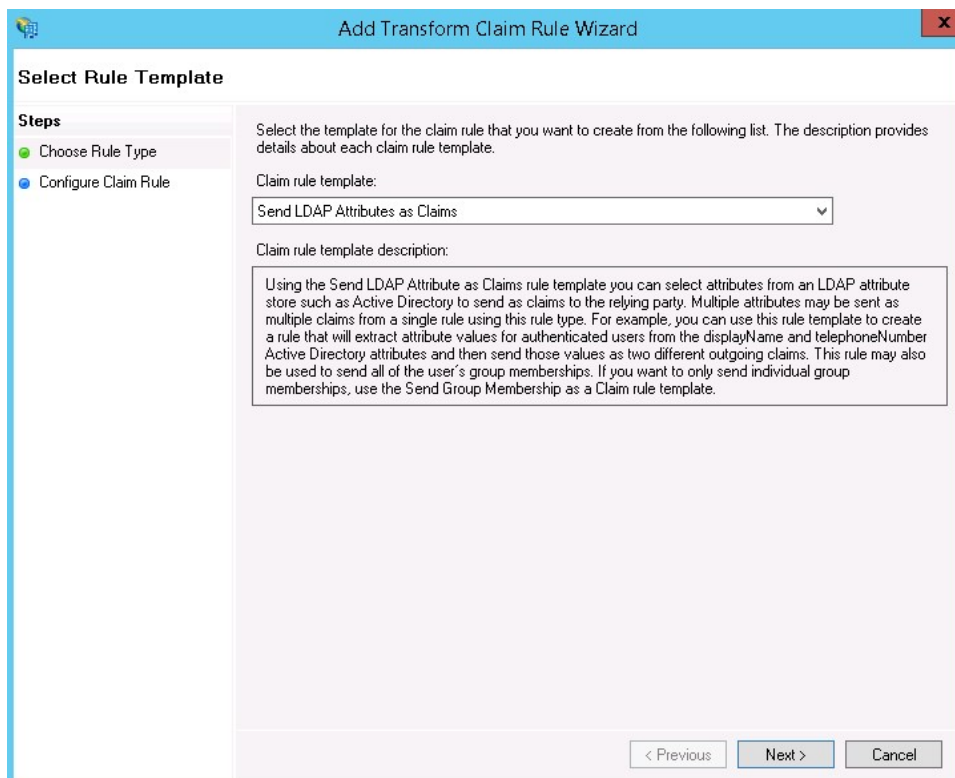 Add Transform Claim Rule Wizard
x
Select Rule Template
Steps
Choose Rule Type
Configure Claim Rule
Select the template for the claim rule that you want to create from the following list. The description provides
details about each claim rule template.
Claim rule template:
Send LDAP Attributes as Claims
Claim rule template description:
Using the Send LDAP Attribute as Claims rule template you can select attributes from an LDAP attribute
store such as Active Directory to send as claims to the relying party. Multiple attributes may be sent as
multiple claims from a single rule using this rule type. For example, you can use this rule template to create
a rule that will extract attribute values for authenticated users from the displayName and telephoneNumber
Active Directory attributes and then send those values as two different outgoing claims. This rule may also
be used to send all of the user's group memberships. If you want to only send individual group
memberships, use the Send Group Membership as a Claim rule template.
< Previous
Next >
Cancel